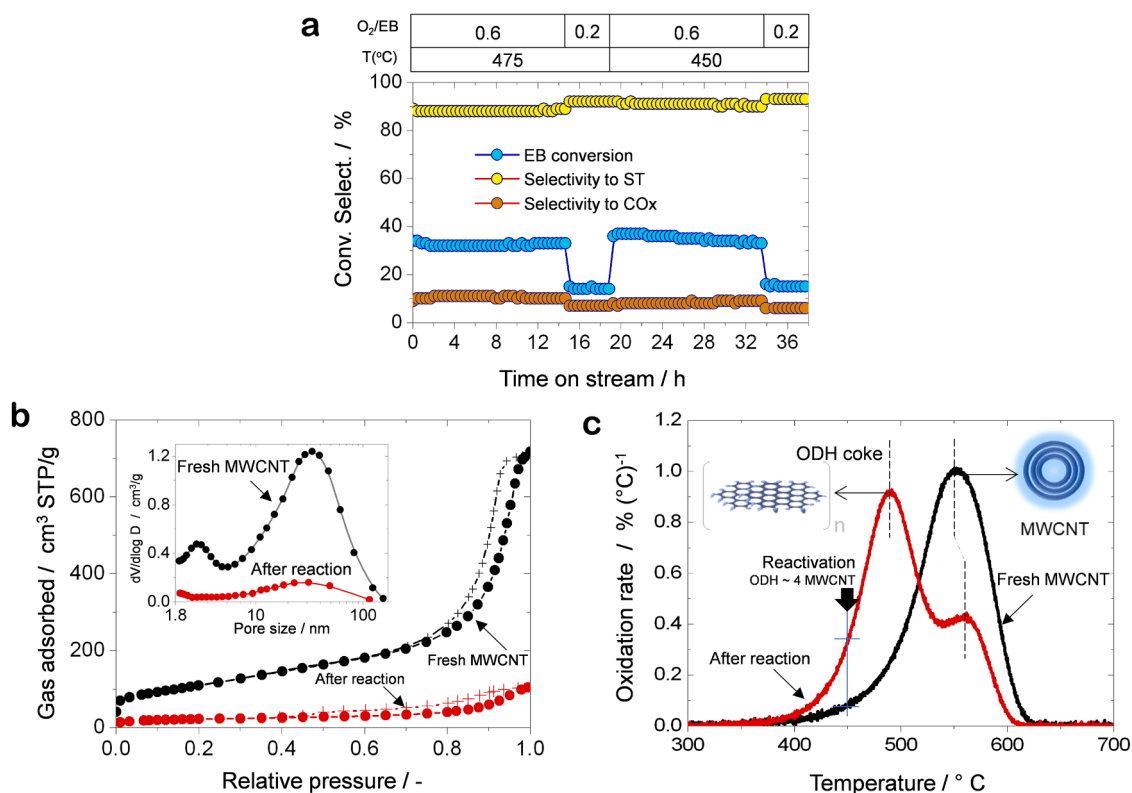 a
O₂/EB 0.6 0.2 0.6 0.2
T(ºC) 475 450
100
80
60
40
20
0
Conv. Select. / %
EB conversion
Selectivity to ST
Selectivity to COx
0 4 8 12 16 20 24 28 32 36
Time on stream / h
b
800
700
600
500
400
300
200
100
0
Gas adsorbed / cm³ STP/g
1.2
0.8
0.4
0.0
dV/dlog D / cm³/g
Fresh MWCNT
After reaction
1.8 10 100
Pore size / nm
Fresh MWCNT
After reaction
0.0 0.2 0.4 0.6 0.8 1.0
Relative pressure / -
c
1.2
1.0
0.8
0.6
0.4
0.2
0.0
Oxidation rate / % (°C)⁻¹
ODH coke
n
MWCNT
Reactivation
ODH ~ 4 MWCNT
Fresh MWCNT
After reaction
300 400 500 600 700
Temperature / ° C